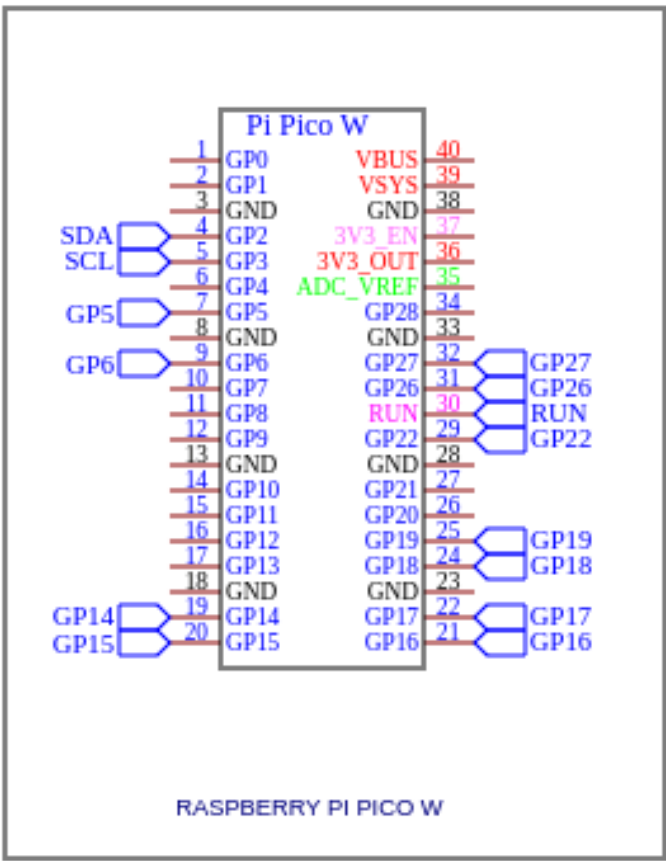 Pi Pico W
1 GP0 VBUS 40
2 GP1 VSYS 39
3 GND GND 38
SDA 4 GP2 3V3_EN 37
SCL 5 GP3 3V3_OUT 36
6 GP4 ADC_VREF 35
GP5 7 GP5 GP28 34
8 GND GND 33
GP6 9 GP6 GP27 32 GP27
10 GP7 GP26 31 GP26
11 GP8 RUN 30 RUN
12 GP9 GP22 29 GP22
13 GND GND 28
14 GP10 GP21 27
15 GP11 GP20 26
16 GP12 GP19 25 GP19
17 GP13 GP18 24 GP18
18 GND GND 23
GP14 19 GP14 GP17 22 GP17
GP15 20 GP15 GP16 21 GP16
RASPBERRY PI PICO W